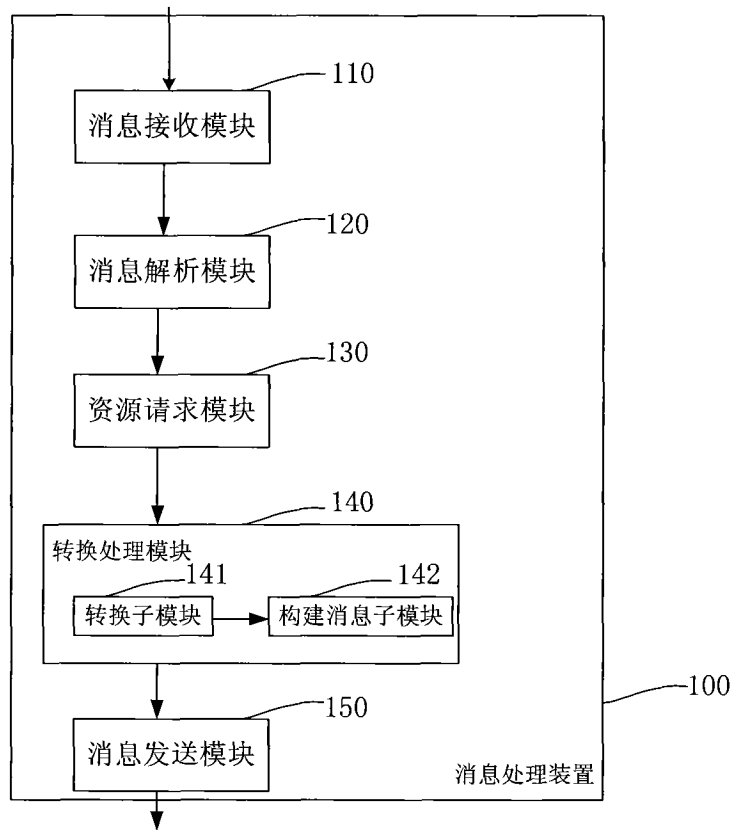 110
消息接收模块
120
消息解析模块
130
资源请求模块
140
转换处理模块
141
142
转换子模块
构建消息子模块
100
150
消息发送模块
消息处理装置